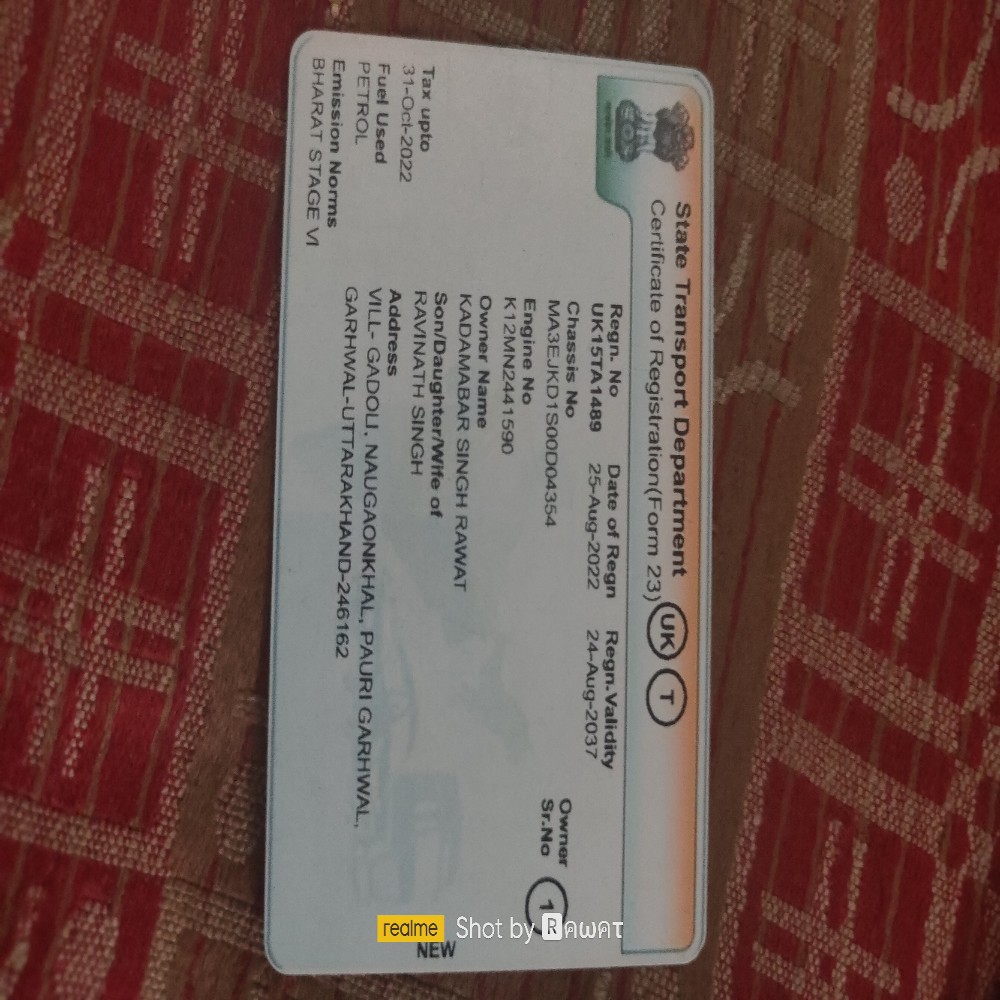 State Transport Department
Certificate of Registration(Form 23)
UK T
Regn. No Date of Regn Regn.Validity
UK15TA1489 25-Aug-2022 24-Aug-2037
Chassis No
MA3EJKD1S00D04354
Owner
Sr.No 1
Engine No
K12MN2441590
Owner Name
KADAMABAR SINGH RAWAT
Son/Daughter/Wife of
RAVINATH SINGH
Address
VILL- GADOLI, NAUGAONKHAL, PAURI GARHWAL,
GARHWAL-UTTARAKHAND-246162
Tax upto
31-Oct-2022
Fuel Used
PETROL
Emission Norms
BHARAT STAGE VI
NEW
realme Shot by